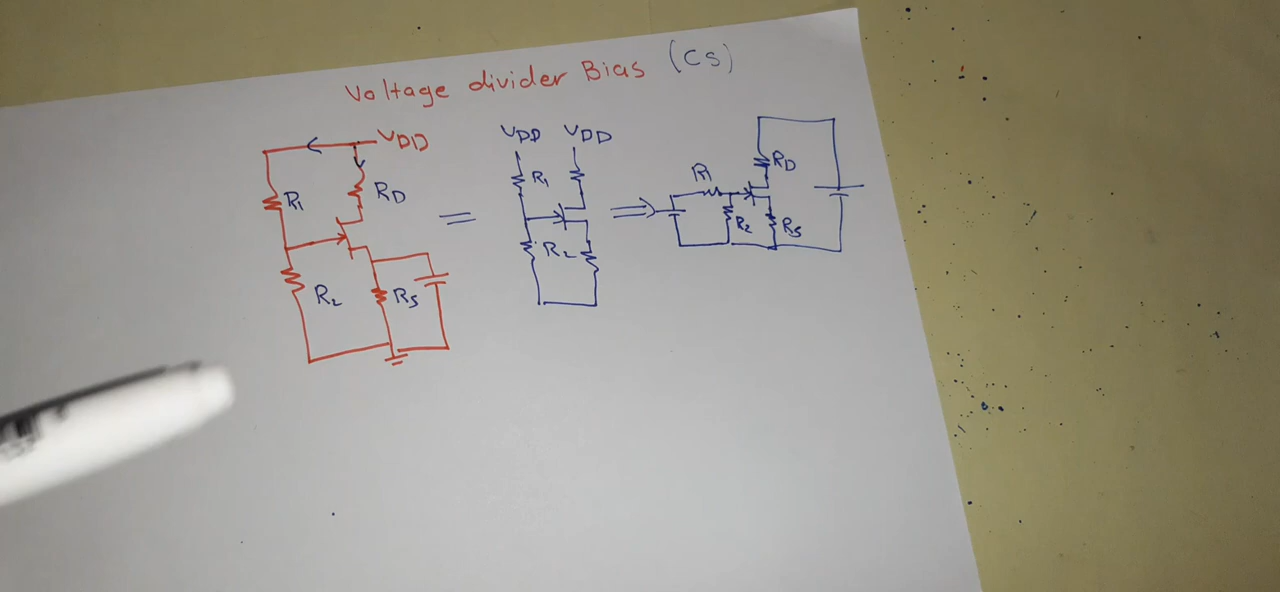 Voltage divider Bias (CS)
VDD
R1
RD
R2
RS
VDD VDD
R1
R2
R1
RD
R2
RS